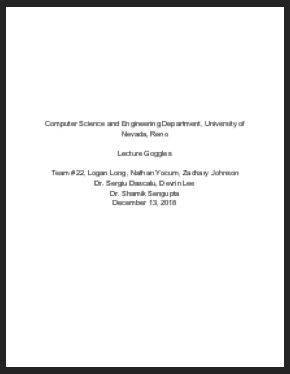 Computer Science and Engineering Department, University of
Nevada, Reno
Lecture Goggles
Team #22, Logan Long, Nathan Yocum, Zachary Johnson
Dr. Sergiu Dascalu, Devrin Lee
Dr. Shamik Sengupta
December 13, 2018